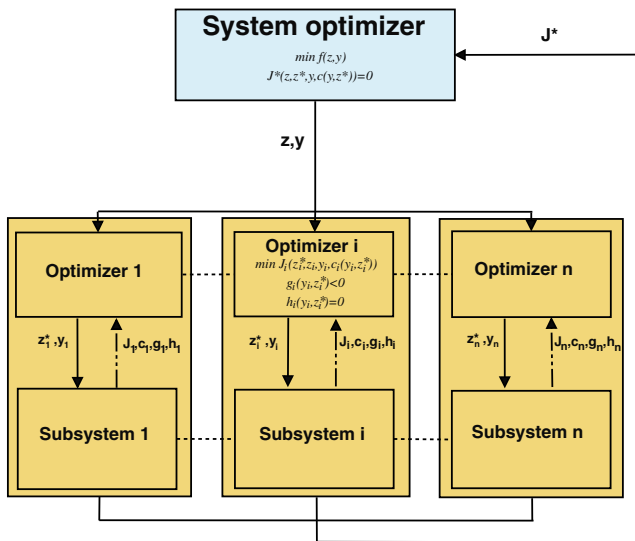 System optimizer
min f(z,y)
J*(z,z*,y,c(y,z*))=0
J*
z,y
Optimizer 1
Optimizer i
min J_i(z_i^*,z_i,y_i,c_i(y_i,z_i^*))
g_i(y_i,z_i^*)<0
h_i(y_i,z_i^*)=0
Optimizer n
z_1^*,y_1
J_1,c_1,g_1,h_1
z_i^*,y_i
J_i,c_i,g_i,h_i
z_n^*,y_n
J_n,c_n,g_n,h_n
Subsystem 1
Subsystem i
Subsystem n